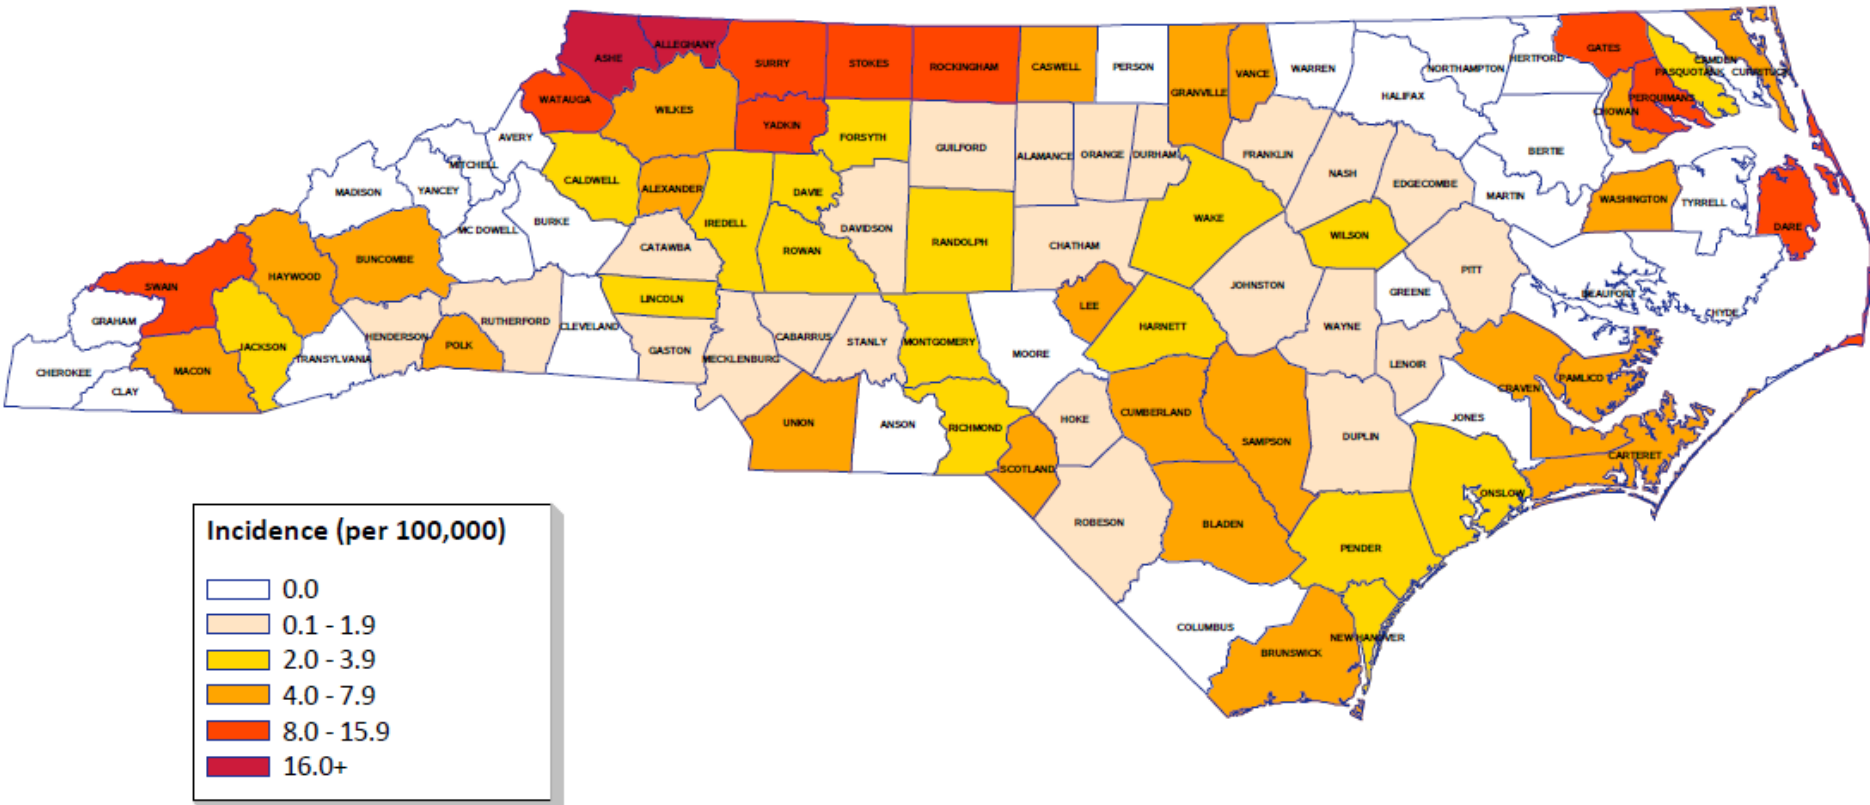 ASHE
ALLEGHANY
SURRY
STOKES
ROCKINGHAM
CASWELL
PERSON
GRANVILLE
VANCE
WARREN
NORTHAMPTON
HALIFAX
HERTFORD
GATES
PASQUOTANK
CAMDEN
CURRITUCK
WATAUGA
WILKES
YADKIN
FORSYTH
GUILFORD
ALAMANCE
ORANGE
DURHAM
FRANKLIN
NASH
EDGECOMBE
MARTIN
BERTIE
CHOWAN
PERQUIMANS
AVERY
MITCHELL
YANCEY
MADISON
CALDWELL
ALEXANDER
IREDELL
DAVIE
DAVIDSON
RANDOLPH
CHATHAM
WAKE
WILSON
WASHINGTON
TYRRELL
DARE
MC DOWELL
BURKE
CATAWBA
ROWAN
SWAIN
HAYWOOD
BUNCOMBE
LINCOLN
LEE
JOHNSTON
GREENE
PITT
BEAUFORT
HYDE
GRAHAM
JACKSON
TRANSYLVANIA
HENDERSON
POLK
RUTHERFORD
CLEVELAND
GASTON
MECKLENBURG
CABARRUS
STANLY
MONTGOMERY
MOORE
HARNETT
WAYNE
LENOIR
CRAVEN
PAMLICO
CHEROKEE
CLAY
MACON
UNION
ANSON
RICHMOND
SCOTLAND
HOKE
CUMBERLAND
SAMPSON
DUPLIN
JONES
CARTERET
ONSLOW
ROBESON
BLADEN
PENDER
COLUMBUS
BRUNSWICK
NEW HANOVER
Incidence (per 100,000)
0.0
0.1 - 1.9
2.0 - 3.9
4.0 - 7.9
8.0 - 15.9
16.0+